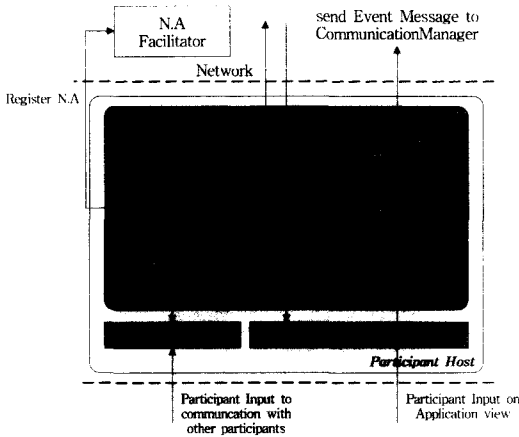 N.A
Facilitator
send Event Message to
CommunicationManager
Network
Register N.A
Participant Host
Participant Input to
communcation with
other participants
Participant Input on
Application view